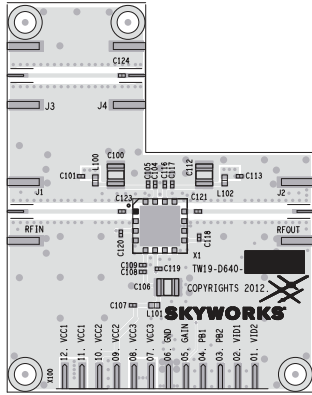 C124
J3 J4
C101 L100 C100 C105 C104 C116 C117 C112 L102 C113
J1 J2
C123 C121
RFIN RFOUT
C120 C118
X1
C109 C119 TW19-D640-
C108
C106 COPYRIGHTS 2012.
C107 L101
SKYWORKS
X100
12. VCC1
11. VCC1
10. VCC2
09. VCC2
08. VCC3
07. VCC3
06. GND
05. GAIN
04. PB1
03. PB2
02. VID1
01. VID2